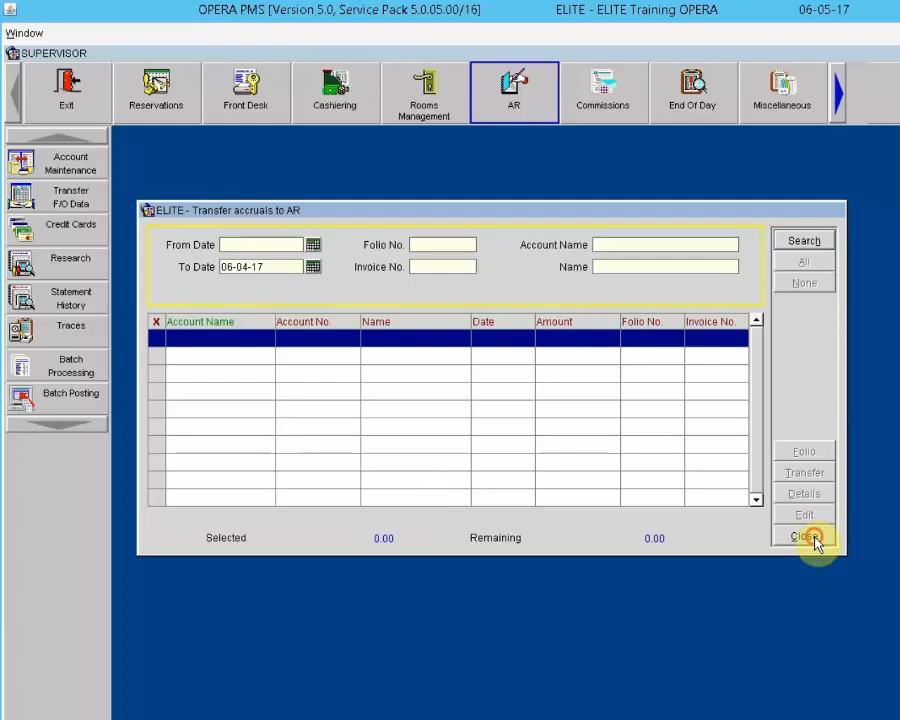 OPERA PMS [Version 5.0, Service Pack 5.0.05.00/16]
ELITE - ELITE Training OPERA
06-05-17
Window
SUPERVISOR
Exit
Reservations
Front Desk
Cashiering
Rooms
Management
AR
Commissions
End Of Day
Miscellaneous
Account
Maintenance
Transfer
F/O Data
Credit Cards
Research
Statement
History
Traces
Batch
Processing
Batch Posting
ELITE - Transfer accruals to AR
From Date
Folio No.
Account Name
To Date 06-04-17
Invoice No.
Name
Search
All
None
X Account Name Account No. Name Date Amount Folio No. Invoice No.
Folio
Transfer
Details
Edit
Close
Selected 0.00 Remaining 0.00